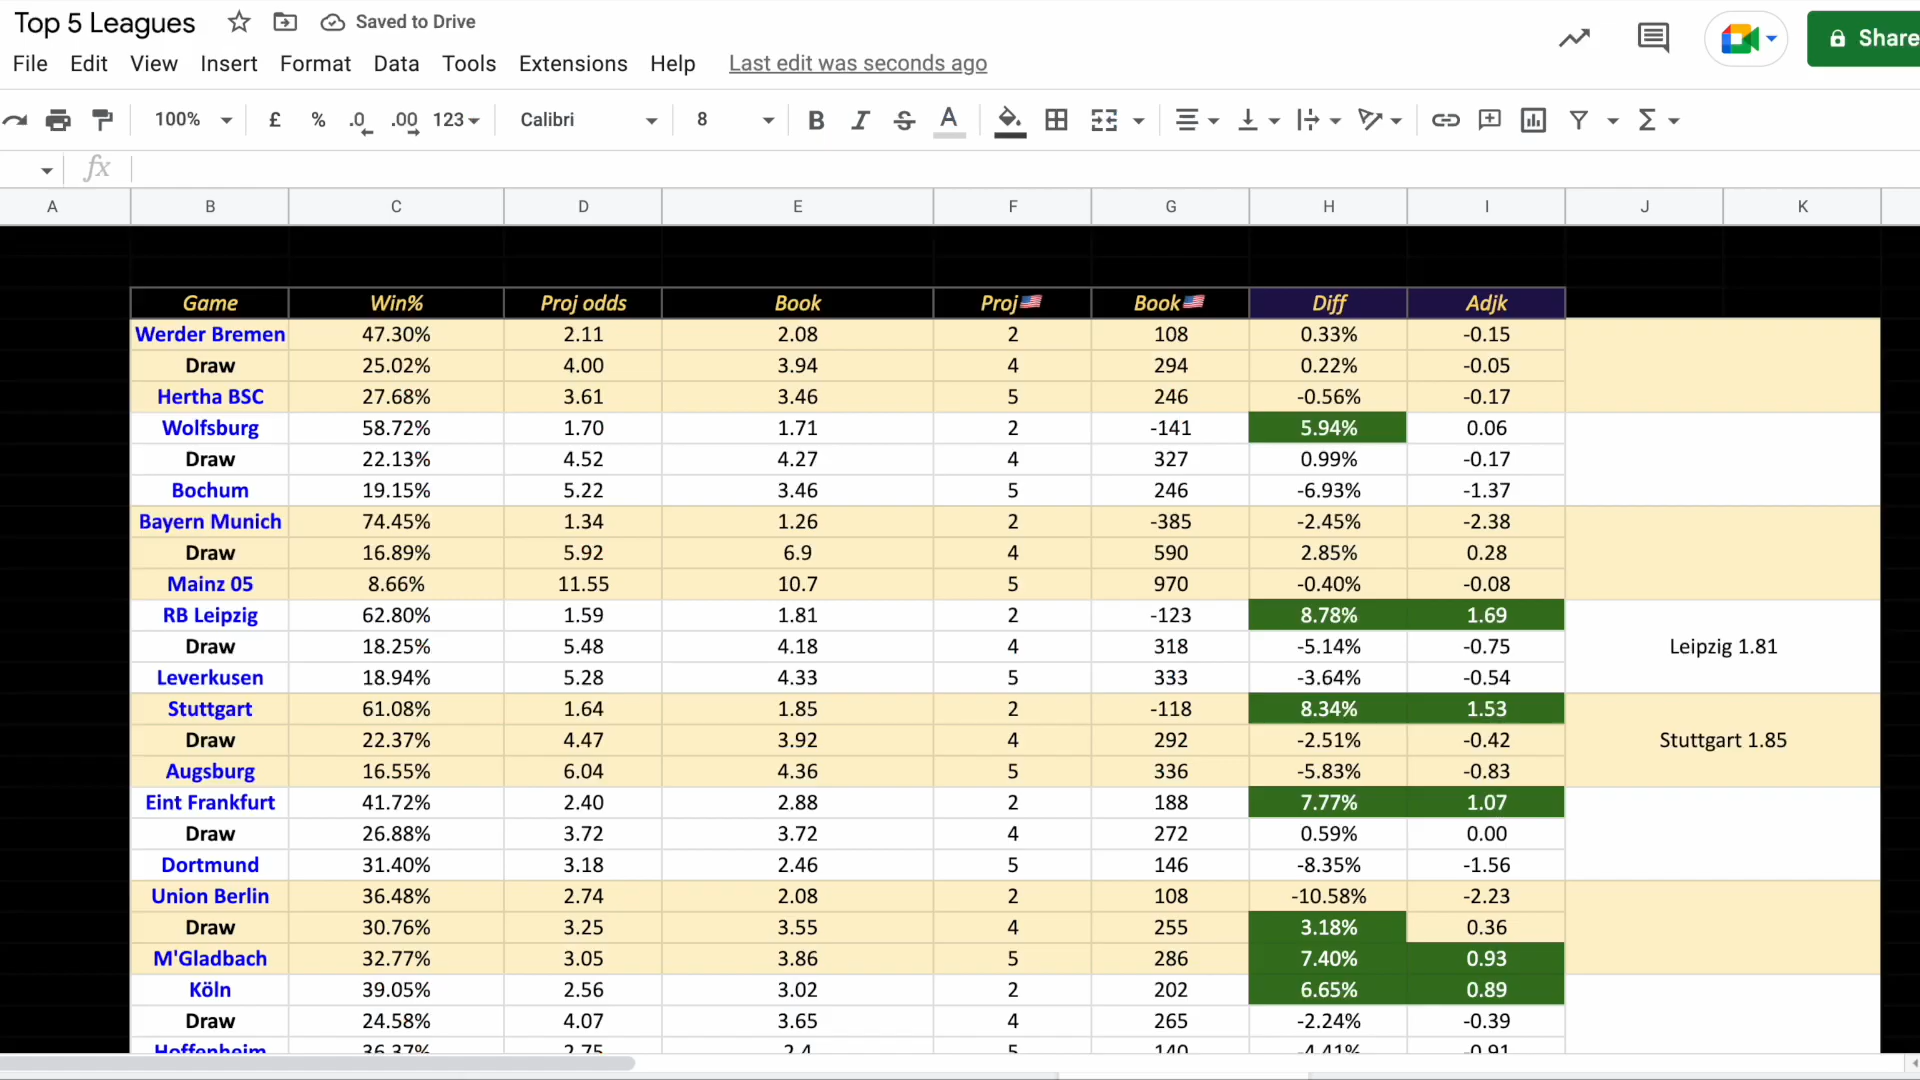 Top 5 Leagues Saved to Drive
File Edit View Insert Format Data Tools Extensions Help Last edit was seconds ago
Share
100% £ % .0 .00 123 Calibri 8 B I S A Σ
fx
A B C D E F G H I J K
Game Win% Proj odds Book Proj🇺🇸 Book🇺🇸 Diff Adjk
Werder Bremen 47.30% 2.11 2.08 2 108 0.33% -0.15
Draw 25.02% 4.00 3.94 4 294 0.22% -0.05
Hertha BSC 27.68% 3.61 3.46 5 246 -0.56% -0.17
Wolfsburg 58.72% 1.70 1.71 2 -141 5.94% 0.06
Draw 22.13% 4.52 4.27 4 327 0.99% -0.17
Bochum 19.15% 5.22 3.46 5 246 -6.93% -1.37
Bayern Munich 74.45% 1.34 1.26 2 -385 -2.45% -2.38
Draw 16.89% 5.92 6.9 4 590 2.85% 0.28
Mainz 05 8.66% 11.55 10.7 5 970 -0.40% -0.08
RB Leipzig 62.80% 1.59 1.81 2 -123 8.78% 1.69
Draw 18.25% 5.48 4.18 4 318 -5.14% -0.75 Leipzig 1.81
Leverkusen 18.94% 5.28 4.33 5 333 -3.64% -0.54
Stuttgart 61.08% 1.64 1.85 2 -118 8.34% 1.53
Draw 22.37% 4.47 3.92 4 292 -2.51% -0.42 Stuttgart 1.85
Augsburg 16.55% 6.04 4.36 5 336 -5.83% -0.83
Eint Frankfurt 41.72% 2.40 2.88 2 188 7.77% 1.07
Draw 26.88% 3.72 3.72 4 272 0.59% 0.00
Dortmund 31.40% 3.18 2.46 5 146 -8.35% -1.56
Union Berlin 36.48% 2.74 2.08 2 108 -10.58% -2.23
Draw 30.76% 3.25 3.55 4 255 3.18% 0.36
M'Gladbach 32.77% 3.05 3.86 5 286 7.40% 0.93
Köln 39.05% 2.56 3.02 2 202 6.65% 0.89
Draw 24.58% 4.07 3.65 4 265 -2.24% -0.39
Hoffenheim 36.37% 2.75 2.4 5 140 -4.41% -0.91